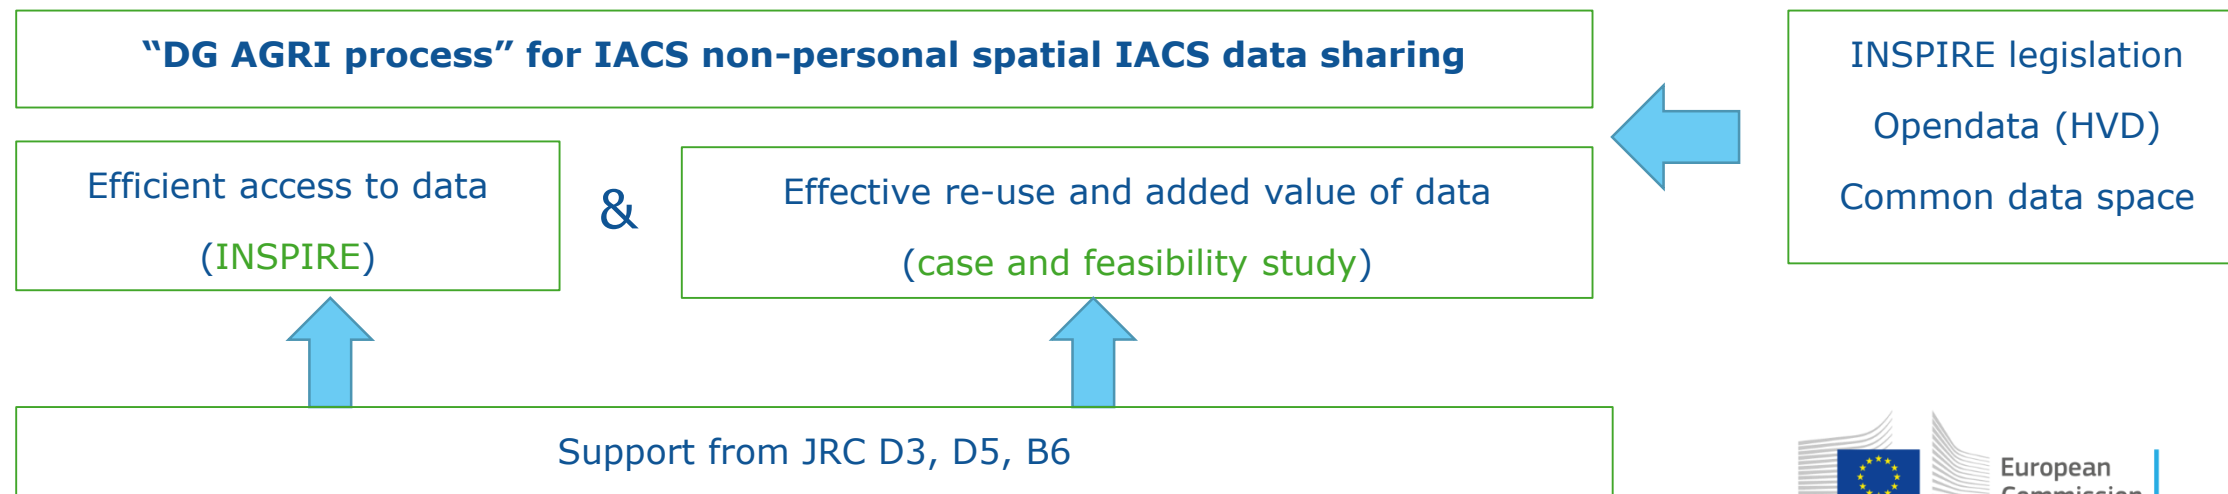 “DG AGRI process” for IACS non-personal spatial IACS data sharing
INSPIRE legislation
Opendata (HVD)
Common data space
Efficient access to data
(INSPIRE)
&
Effective re-use and added value of data
(case and feasibility study)
Support from JRC D3, D5, B6
European
Commission